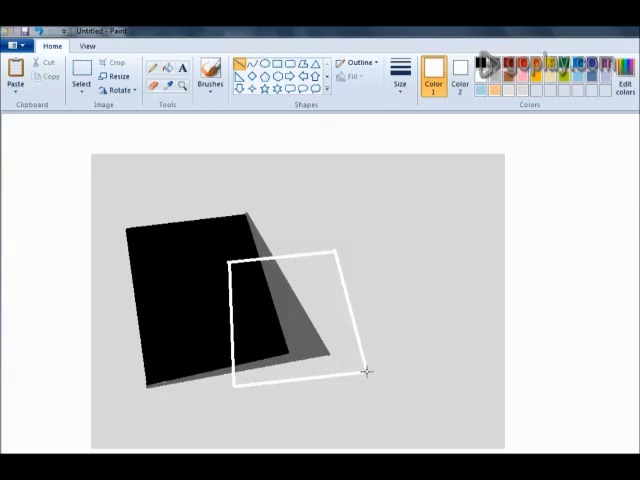 Untitled - Paint
Home View
Paste
Cut
Copy
Clipboard
Select
Crop
Resize
Rotate
Image
A
Tools
Brushes
Outline
Fill
Shapes
Size
Color
1
Color
2
Edit
colors
Colors